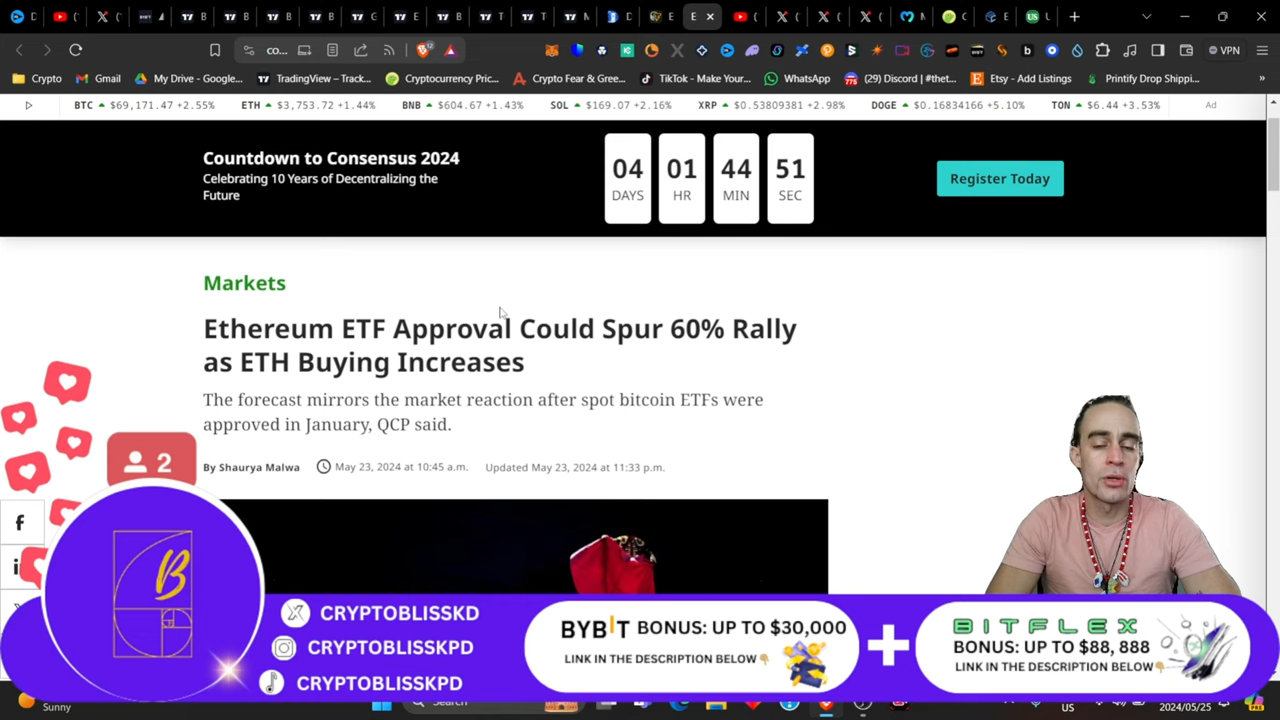 co...
VPN
Crypto
Gmail
My Drive - Google...
TradingView – Track...
Cryptocurrency Pric...
Crypto Fear & Gree...
TikTok - Make Your...
WhatsApp
(29) Discord | #thet...
Etsy - Add Listings
Printify Drop Shippi...
BTC $69,171.47 +2.55%
ETH $3,753.72 +1.44%
BNB $604.67 +1.43%
SOL $169.07 +2.16%
XRP $0.53809381 +2.98%
DOGE $0.16834166 +5.10%
TON $6.44 +3.53%
Ad
Countdown to Consensus 2024
Celebrating 10 Years of Decentralizing the
Future
04 01 44 51
DAYS HR MIN SEC
Register Today
Markets
Ethereum ETF Approval Could Spur 60% Rally
as ETH Buying Increases
The forecast mirrors the market reaction after spot bitcoin ETFs were
approved in January, QCP said.
By Shaurya Malwa
May 23, 2024 at 10:45 a.m.
Updated May 23, 2024 at 11:33 p.m.
2
B
CRYPTOBLISSKD
CRYPTOBLISSKPD
CRYPTOBLISSKPD
BYBIT BONUS: UP TO $30,000
LINK IN THE DESCRIPTION BELOW
+
BITFLEX
BONUS: UP TO $88, 888
LINK IN THE DESCRIPTION BELOW
Sunny
Search
US
2024/05/25